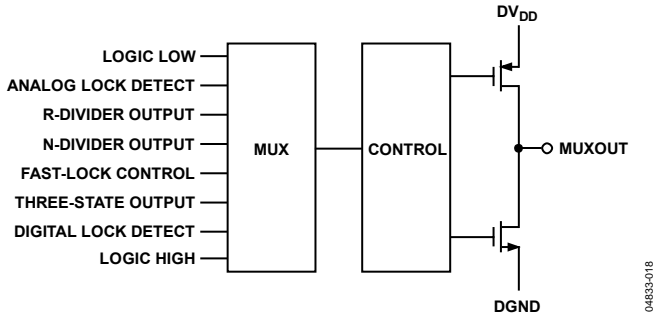 DVDD
LOGIC LOW
ANALOG LOCK DETECT
R-DIVIDER OUTPUT
N-DIVIDER OUTPUT
FAST-LOCK CONTROL
THREE-STATE OUTPUT
DIGITAL LOCK DETECT
LOGIC HIGH
MUX
CONTROL
MUXOUT
DGND
04833-018